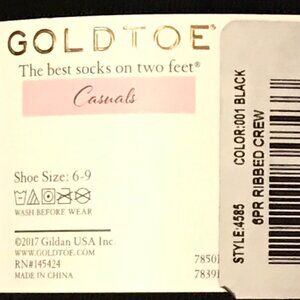 GOLDTOE®
The best socks on two feet®
Casuals
Shoe Size: 6-9
WASH BEFORE WEAR
©2017 Gildan USA Inc.
WWW.GOLDTOE.COM
RN#145424
MADE IN CHINA
STYLE:4585 COLOR:001 BLACK
6PR RIBBED CREW